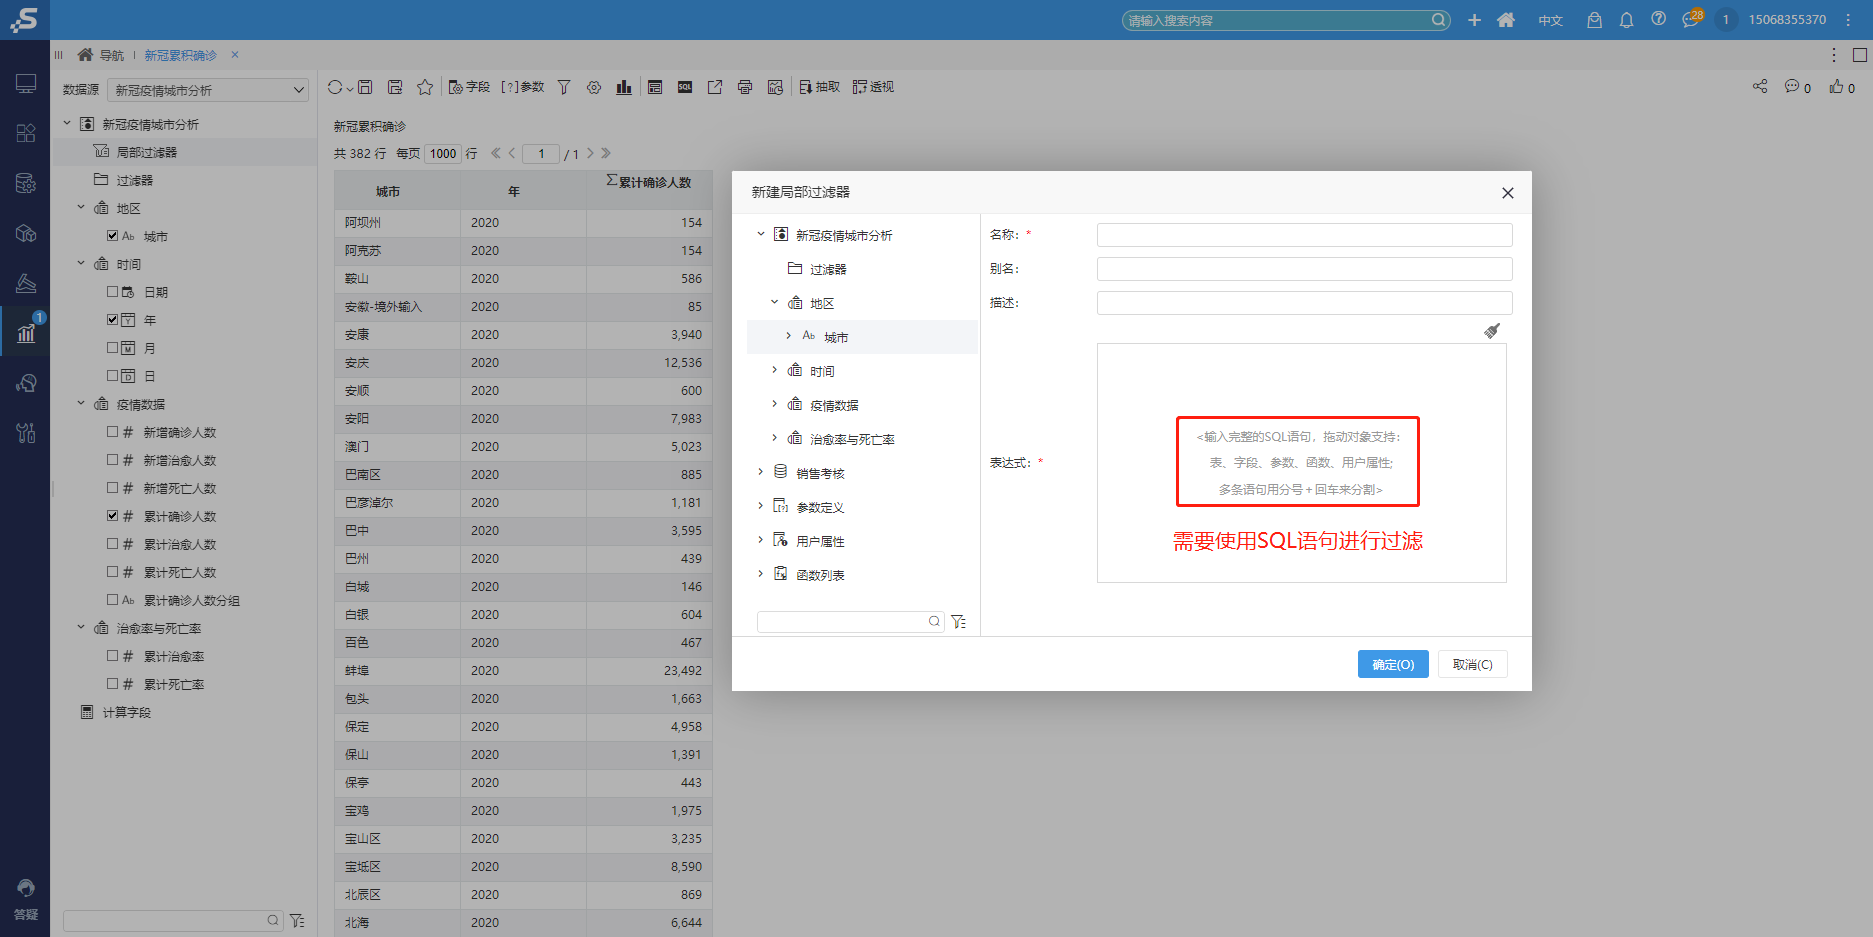 请输入搜索内容
中文
28
1
15068355370
导航
新冠累积确诊
数据源
新冠疫情城市分析
字段
[?]参数
SQL
抽取
透视
0
0
新冠疫情城市分析
局部过滤器
过滤器
地区
Ab 城市
时间
日期
Y 年
M 月
D 日
疫情数据
# 新增确诊人数
# 新增治愈人数
# 新增死亡人数
# 累计确诊人数
# 累计治愈人数
# 累计死亡人数
Ab 累计确诊人数分组
治愈率与死亡率
# 累计治愈率
# 累计死亡率
计算字段
1
答疑
新冠累积确诊
共 382 行 每页 1000 行 1 / 1
城市 年 Σ累计确诊人数
阿坝州 2020 154
阿克苏 2020 154
鞍山 2020 586
安徽-境外输入 2020 85
安康 2020 3,940
安庆 2020 12,536
安顺 2020 600
安阳 2020 7,983
澳门 2020 5,023
巴南区 2020 885
巴彦淖尔 2020 1,181
巴中 2020 3,595
巴州 2020 439
白城 2020 146
白银 2020 604
百色 2020 467
蚌埠 2020 23,492
包头 2020 1,663
保定 2020 4,958
保山 2020 1,391
保亭 2020 443
宝鸡 2020 1,975
宝山区 2020 3,235
宝坻区 2020 8,590
北辰区 2020 869
北海 2020 6,644
新建局部过滤器
新冠疫情城市分析
过滤器
地区
Ab 城市
时间
疫情数据
治愈率与死亡率
销售考核
参数定义
用户属性
函数列表
名称: *
别名:
描述:
表达式: *
<输入完整的SQL语句，拖动对象支持:
表、字段、参数、函数、用户属性;
多条语句用分号+回车来分割>
需要使用SQL语句进行过滤
确定(O)
取消(C)